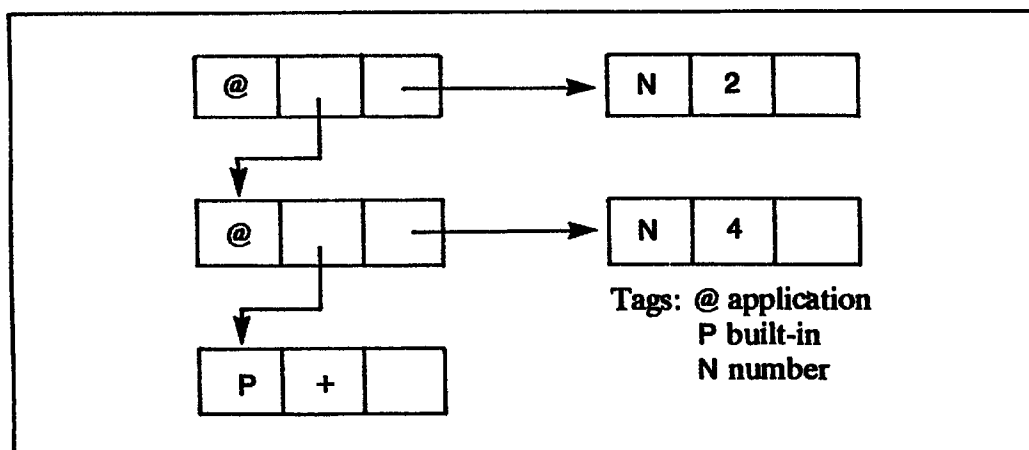 @ N 2
@ N 4
Tags: @ application
P built-in
N number
P +